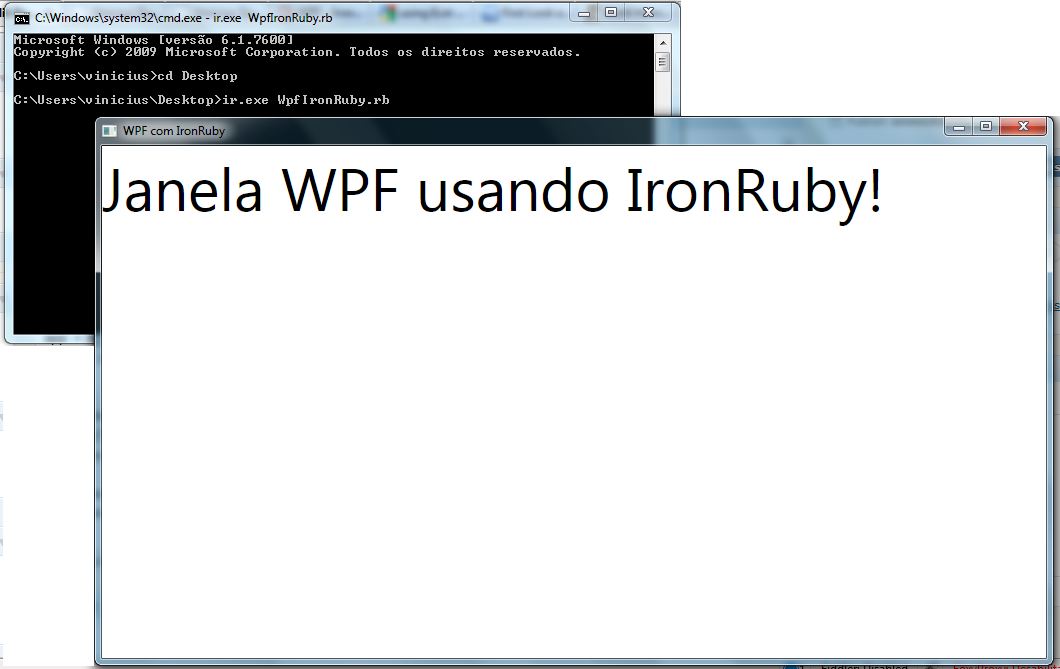 C:\Windows\system32\cmd.exe - ir.exe WpfIronRuby.rb
Microsoft Windows [versão 6.1.7600]
Copyright (c) 2009 Microsoft Corporation. Todos os direitos reservados.
C:\Users\vinicius>cd Desktop
C:\Users\vinicius\Desktop>ir.exe WpfIronRuby.rb
WPF com IronRuby
Janela WPF usando IronRuby!